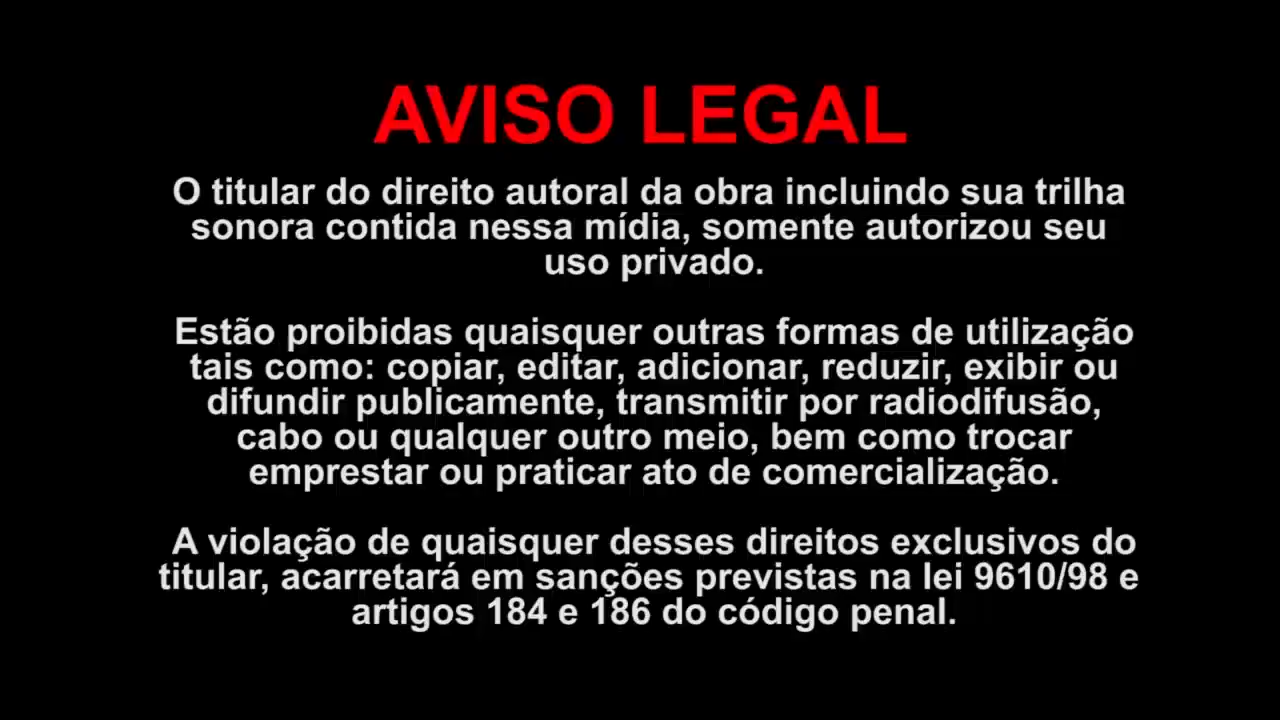 AVISO LEGAL
O titular do direito autoral da obra incluindo sua trilha
sonora contida nessa mídia, somente autorizou seu
uso privado.
Estão proibidas quaisquer outras formas de utilização
tais como: copiar, editar, adicionar, reduzir, exibir ou
difundir publicamente, transmitir por radiodifusão,
cabo ou qualquer outro meio, bem como trocar
emprestar ou praticar ato de comercialização.
A violação de quaisquer desses direitos exclusivos do
titular, acarretará em sanções previstas na lei 9610/98 e
artigos 184 e 186 do código penal.